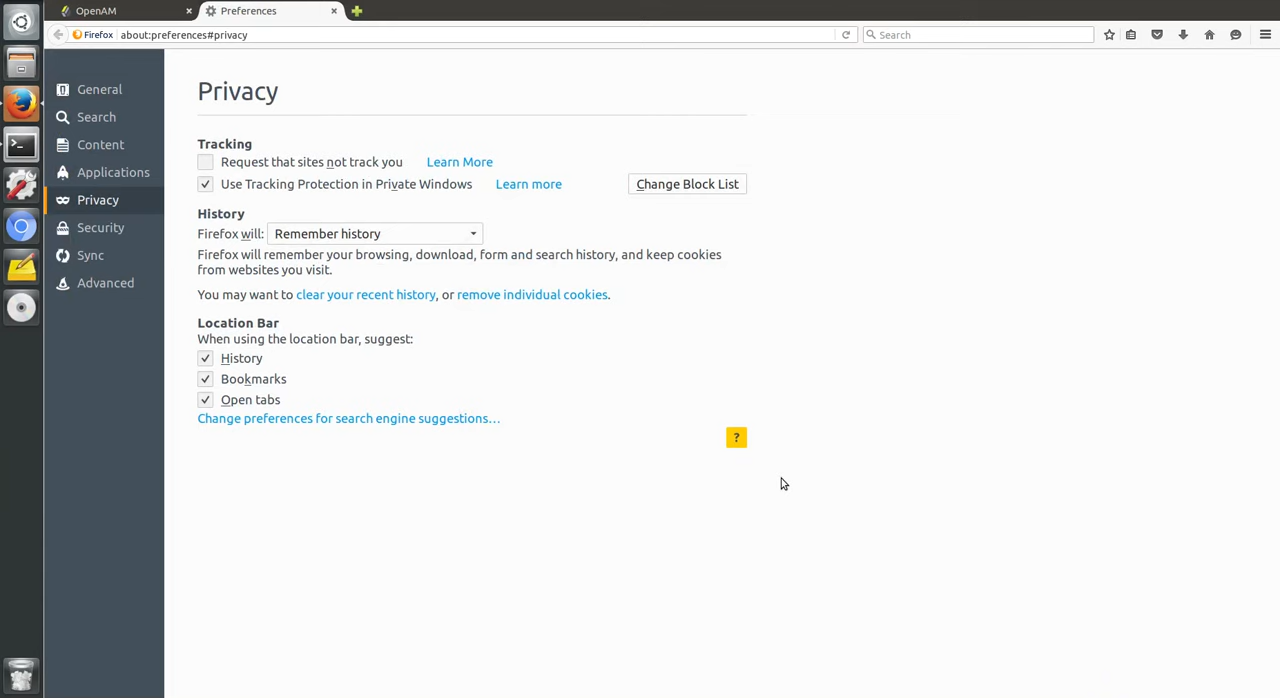 OpenAM
Preferences
Firefox about:preferences#privacy
Search
General
Search
Content
Applications
Privacy
Security
Sync
Advanced
Privacy
Tracking
Request that sites not track you Learn More
Use Tracking Protection in Private Windows Learn more Change Block List
History
Firefox will: Remember history
Firefox will remember your browsing, download, form and search history, and keep cookies
from websites you visit.
You may want to clear your recent history, or remove individual cookies.
Location Bar
When using the location bar, suggest:
History
Bookmarks
Open tabs
Change preferences for search engine suggestions…
?